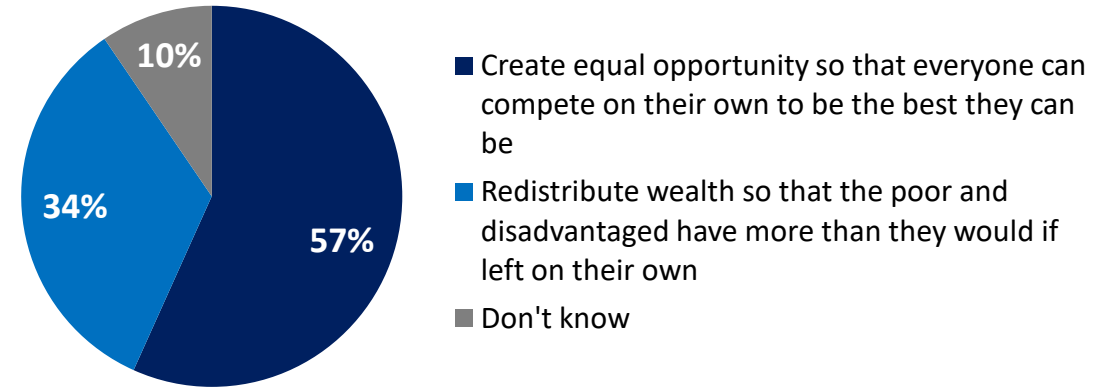 10%
34%
57%
Create equal opportunity so that everyone can
compete on their own to be the best they can
be
Redistribute wealth so that the poor and
disadvantaged have more than they would if
left on their own
Don't know